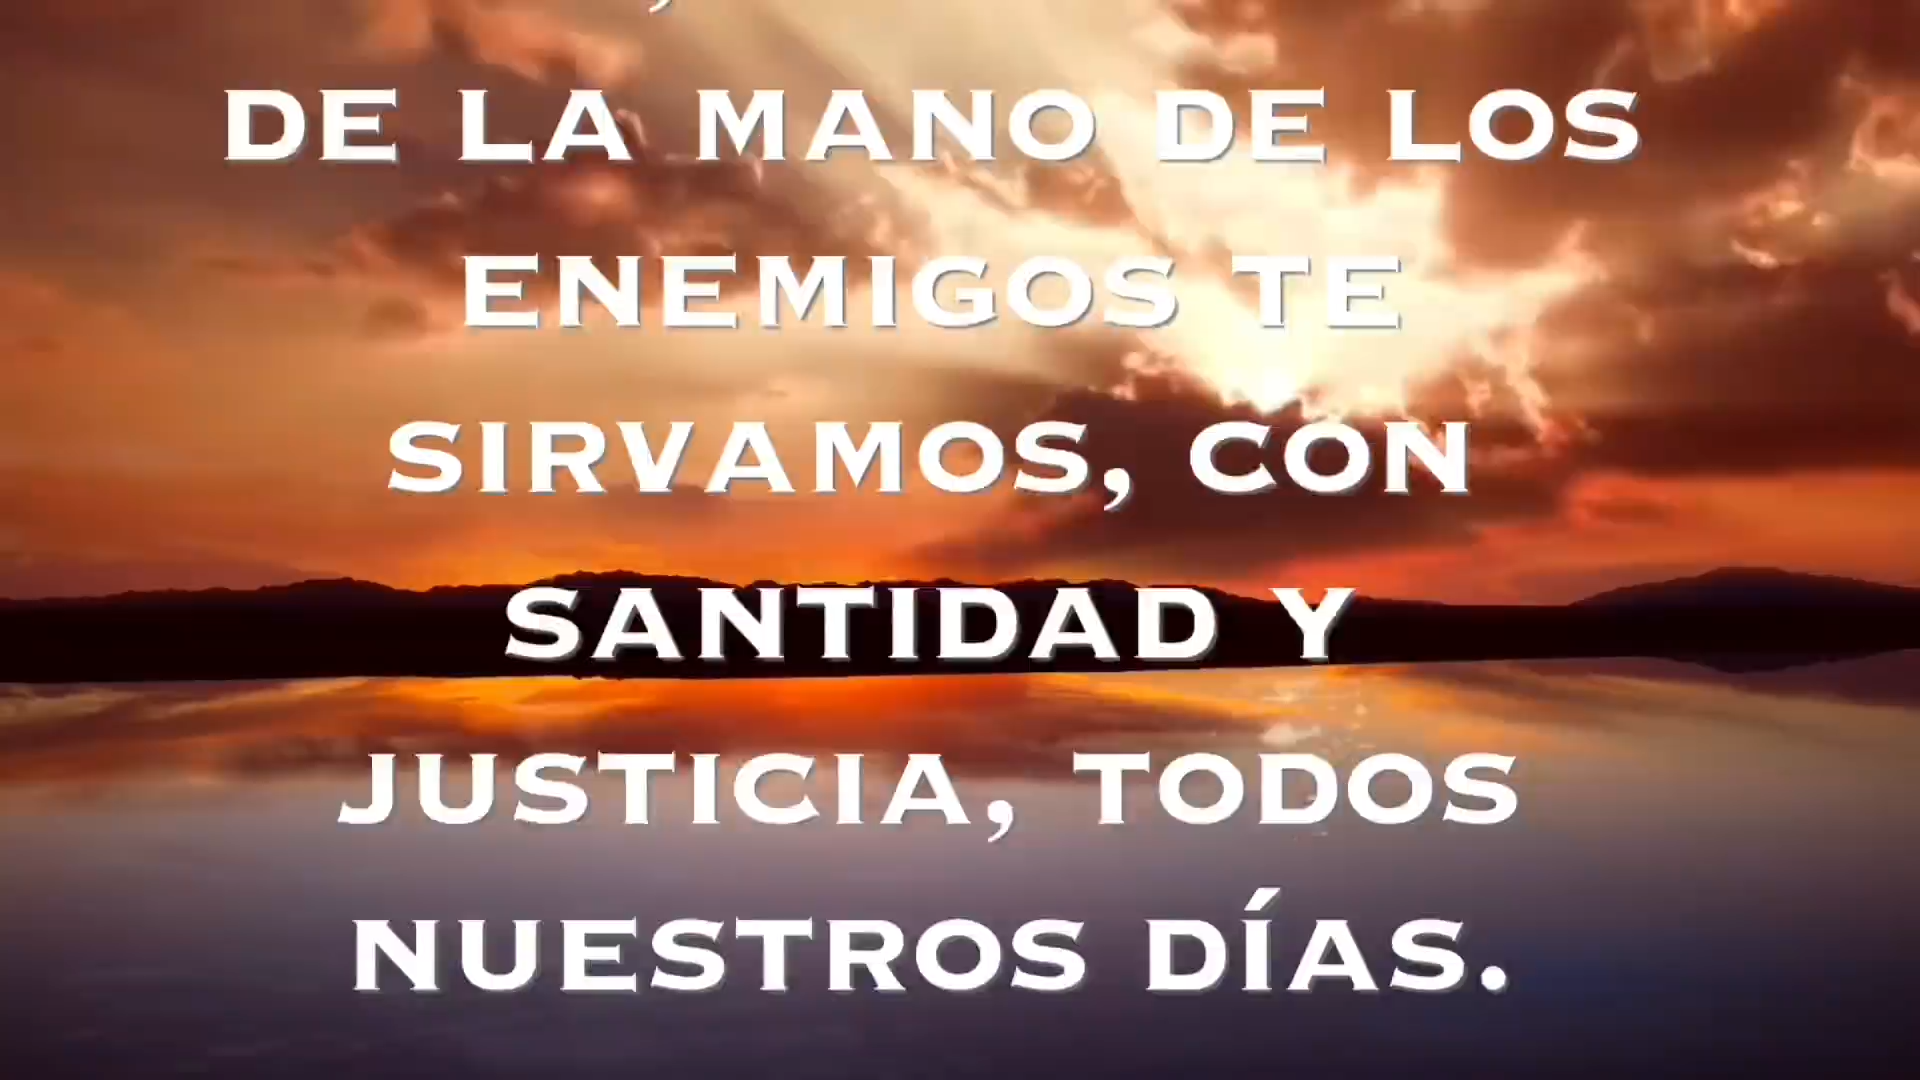 DE LA MANO DE LOS
ENEMIGOS TE
SIRVAMOS, CON
SANTIDAD Y
JUSTICIA, TODOS
NUESTROS DÍAS.